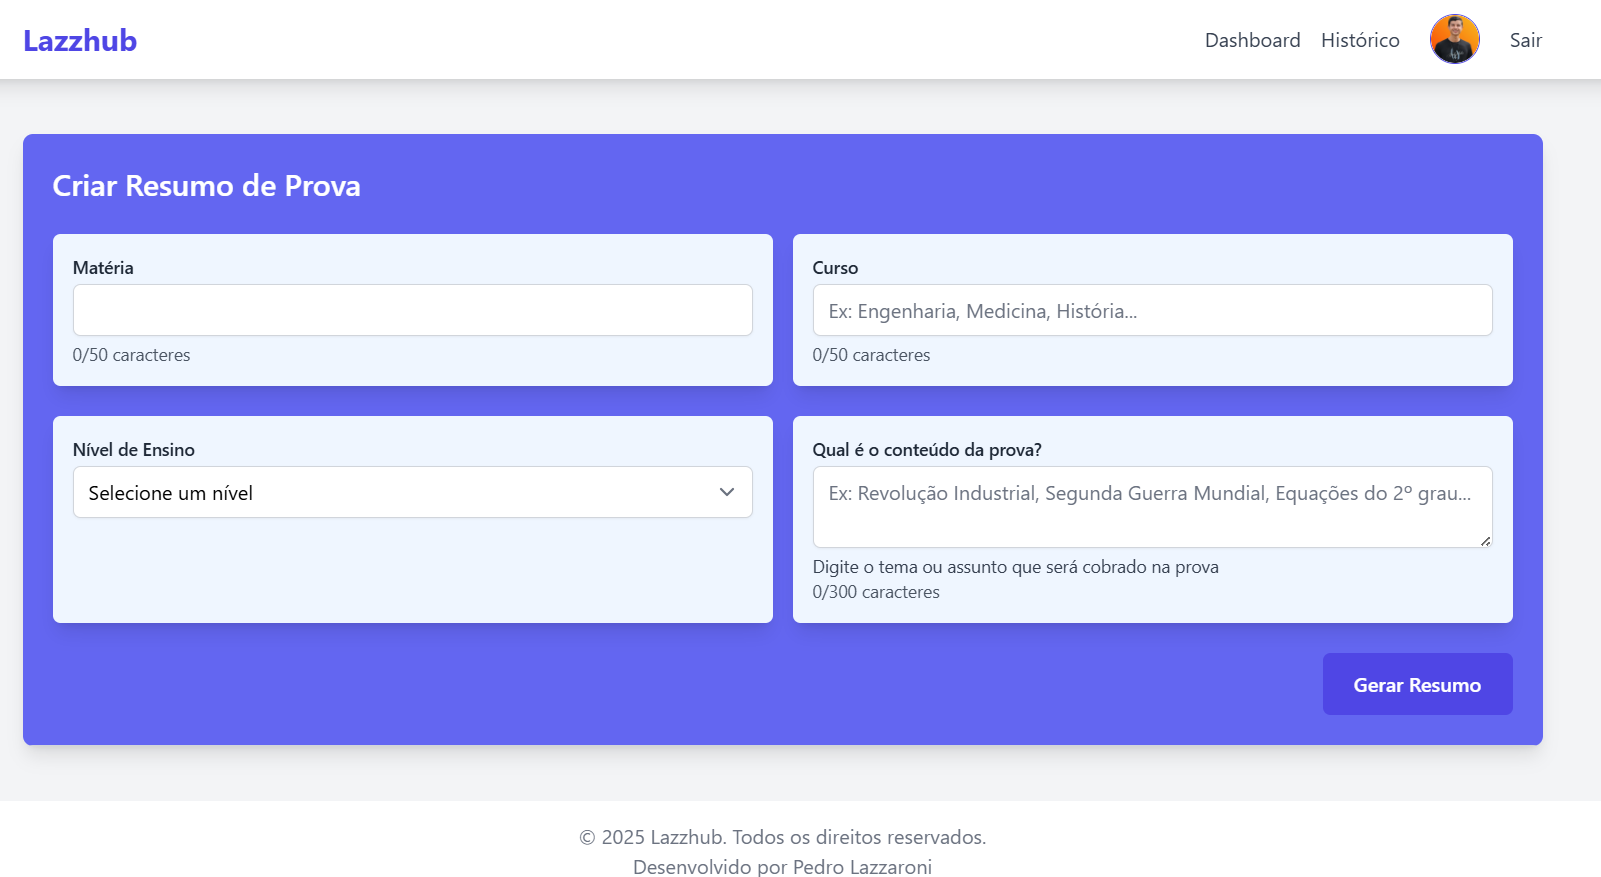 Lazzhub
Dashboard
Histórico
Sair
Criar Resumo de Prova
Matéria
0/50 caracteres
Curso
Ex: Engenharia, Medicina, História...
0/50 caracteres
Nível de Ensino
Selecione um nível
Qual é o conteúdo da prova?
Ex: Revolução Industrial, Segunda Guerra Mundial, Equações do 2º grau...
Digite o tema ou assunto que será cobrado na prova
0/300 caracteres
Gerar Resumo
© 2025 Lazzhub. Todos os direitos reservados.
Desenvolvido por Pedro Lazzaroni